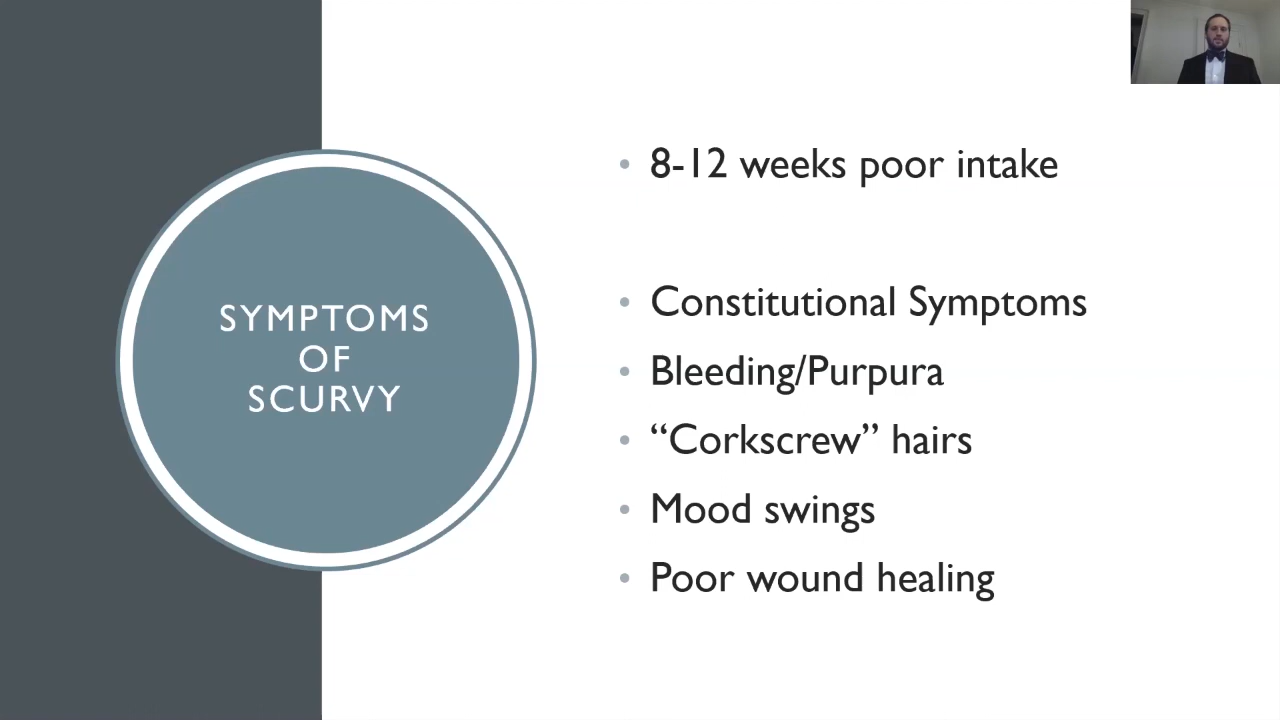 SYMPTOMS
OF
SCURVY
• 8-12 weeks poor intake
• Constitutional Symptoms
• Bleeding/Purpura
• “Corkscrew” hairs
• Mood swings
• Poor wound healing